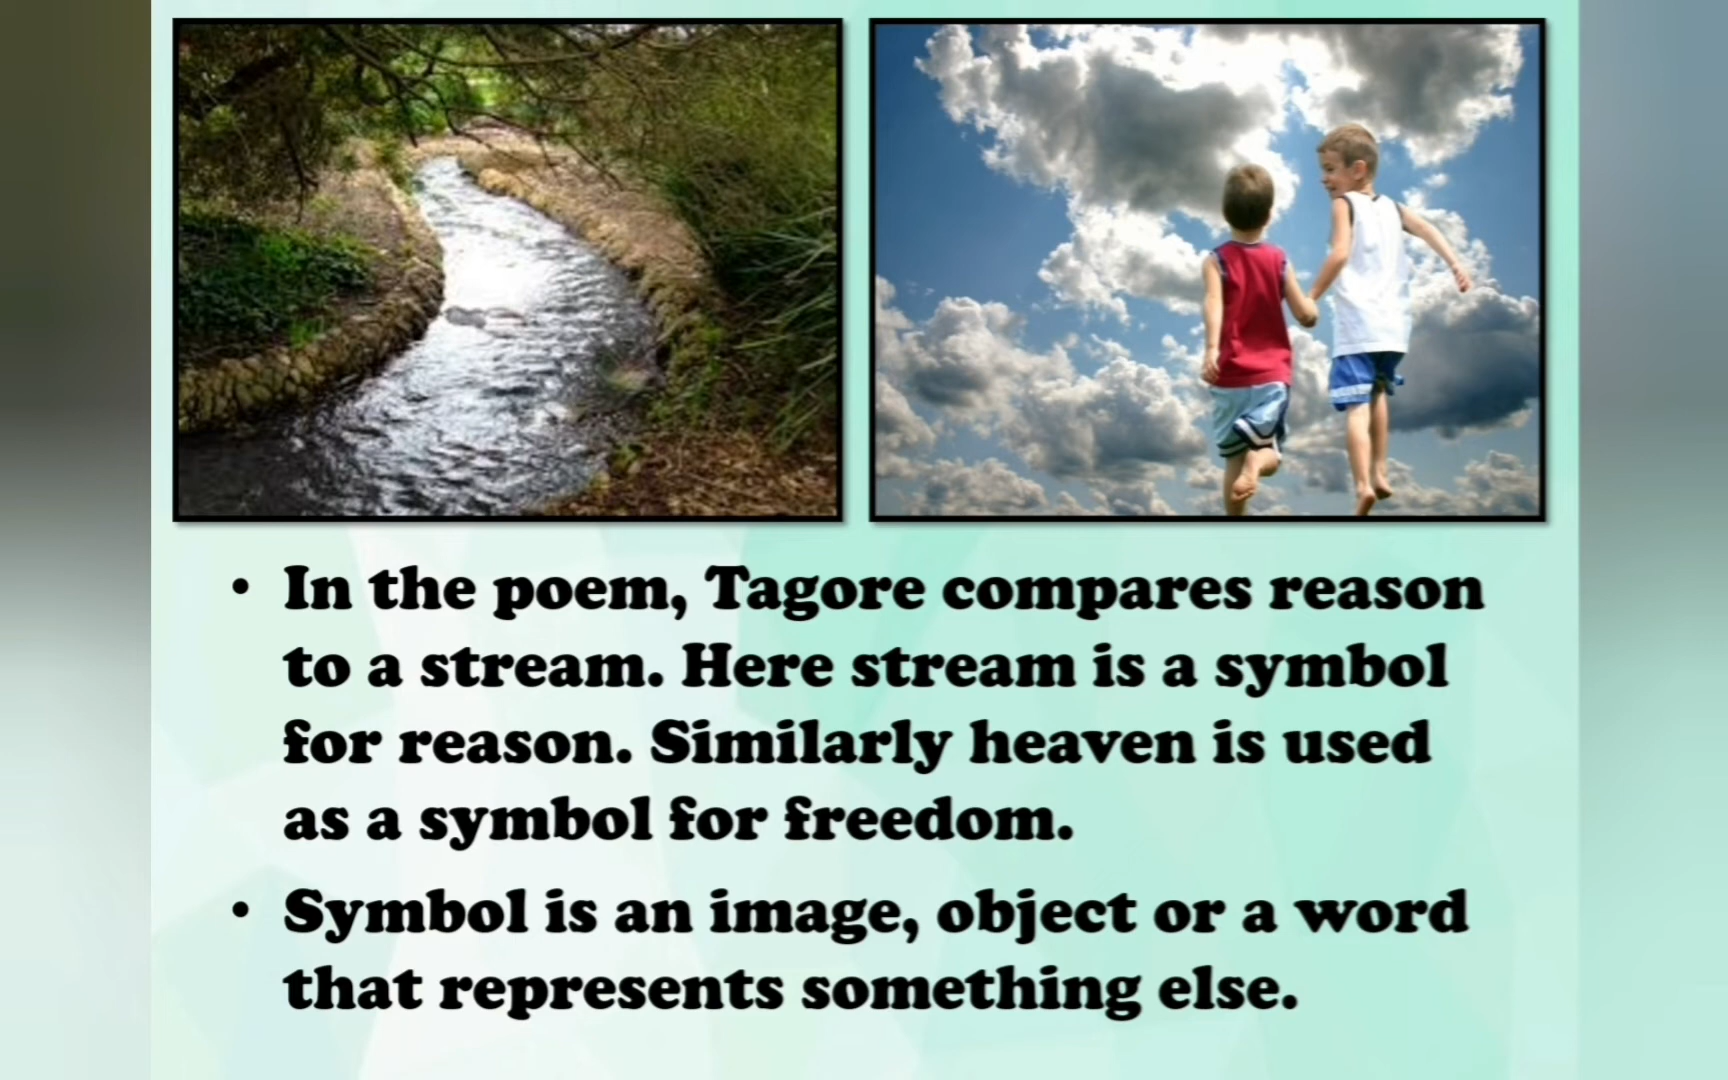 • In the poem, Tagore compares reason
to a stream. Here stream is a symbol
for reason. Similarly heaven is used
as a symbol for freedom.
• Symbol is an image, object or a word
that represents something else.